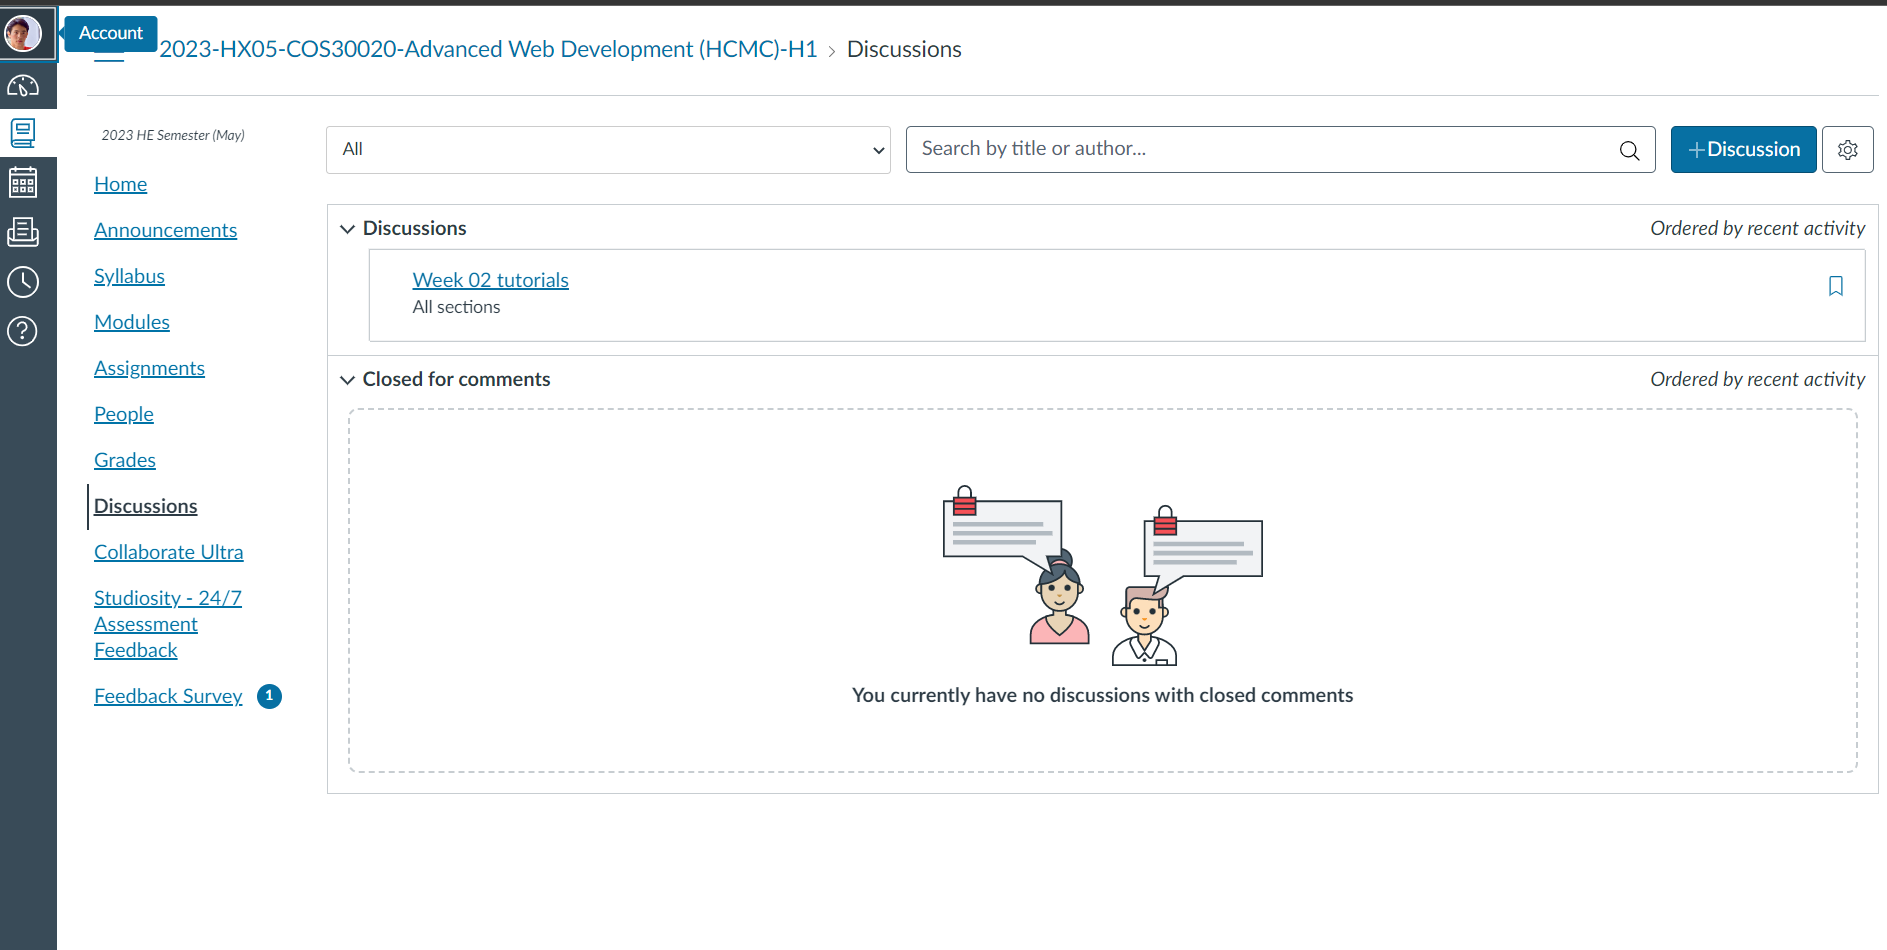 Account
2023-HX05-COS30020-Advanced Web Development (HCMC)-H1 › Discussions
2023 HE Semester (May)
Home
Announcements
Syllabus
Modules
Assignments
People
Grades
Discussions
Collaborate Ultra
Studiosity - 24/7
Assessment
Feedback
Feedback Survey 1
All
Search by title or author...
+Discussion
Discussions
Ordered by recent activity
Week 02 tutorials
All sections
Closed for comments
Ordered by recent activity
You currently have no discussions with closed comments